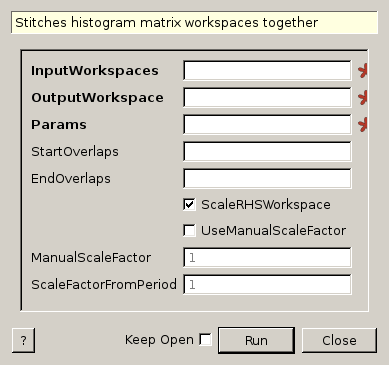 Stitches histogram matrix workspaces together
InputWorkspaces
OutputWorkspace
Params
StartOverlaps
EndOverlaps
ScaleRHSWorkspace
UseManualScaleFactor
ManualScaleFactor 1
ScaleFactorFromPeriod 1
? Keep Open Run Close